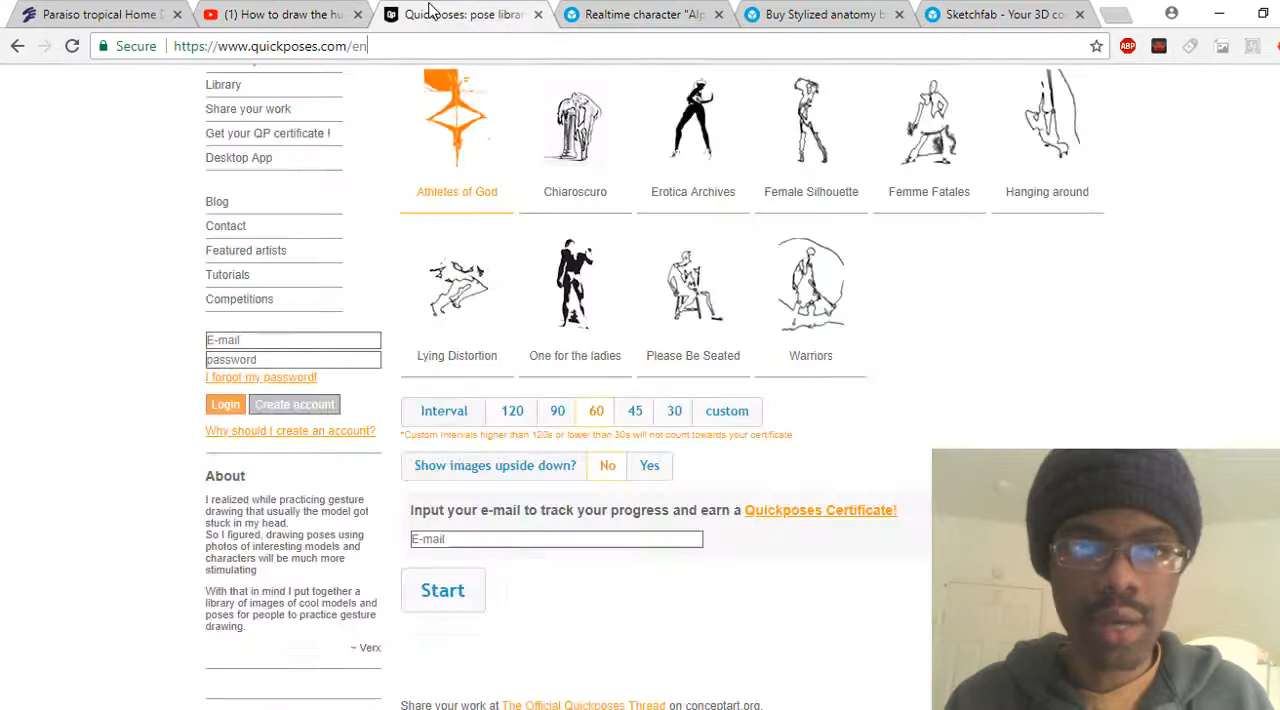 Paraiso tropical Home D
(1) How to draw the hu
Quickposes: pose librar
Realtime character "Alp
Buy Stylized anatomy b
Sketchfab - Your 3D co
Secure https://www.quickposes.com/en
ABP
Library
Share your work
Get your QP certificate !
Desktop App
Blog
Contact
Featured artists
Tutorials
Competitions
E-mail
password
I forgot my password!
Login Create account
Why should I create an account?
About
I realized while practicing gesture
drawing that usually the model got
stuck in my head.
So I figured, drawing poses using
photos of interesting models and
characters will be much more
stimulating
With that in mind I put together a
library of images of cool models and
poses for people to practice gesture
drawing.
~ Verx
Athletes of God Chiaroscuro Erotica Archives Female Silhouette Femme Fatales Hanging around
Lying Distortion One for the ladies Please Be Seated Warriors
Interval 120 90 60 45 30 custom
*Custom Intervals higher than 120s or lower than 30s will not count towards your certificate
Show images upside down? No Yes
Input your e-mail to track your progress and earn a Quickposes Certificate!
E-mail
Start
Share your work at The Official Quickposes Thread on conceptart.org.